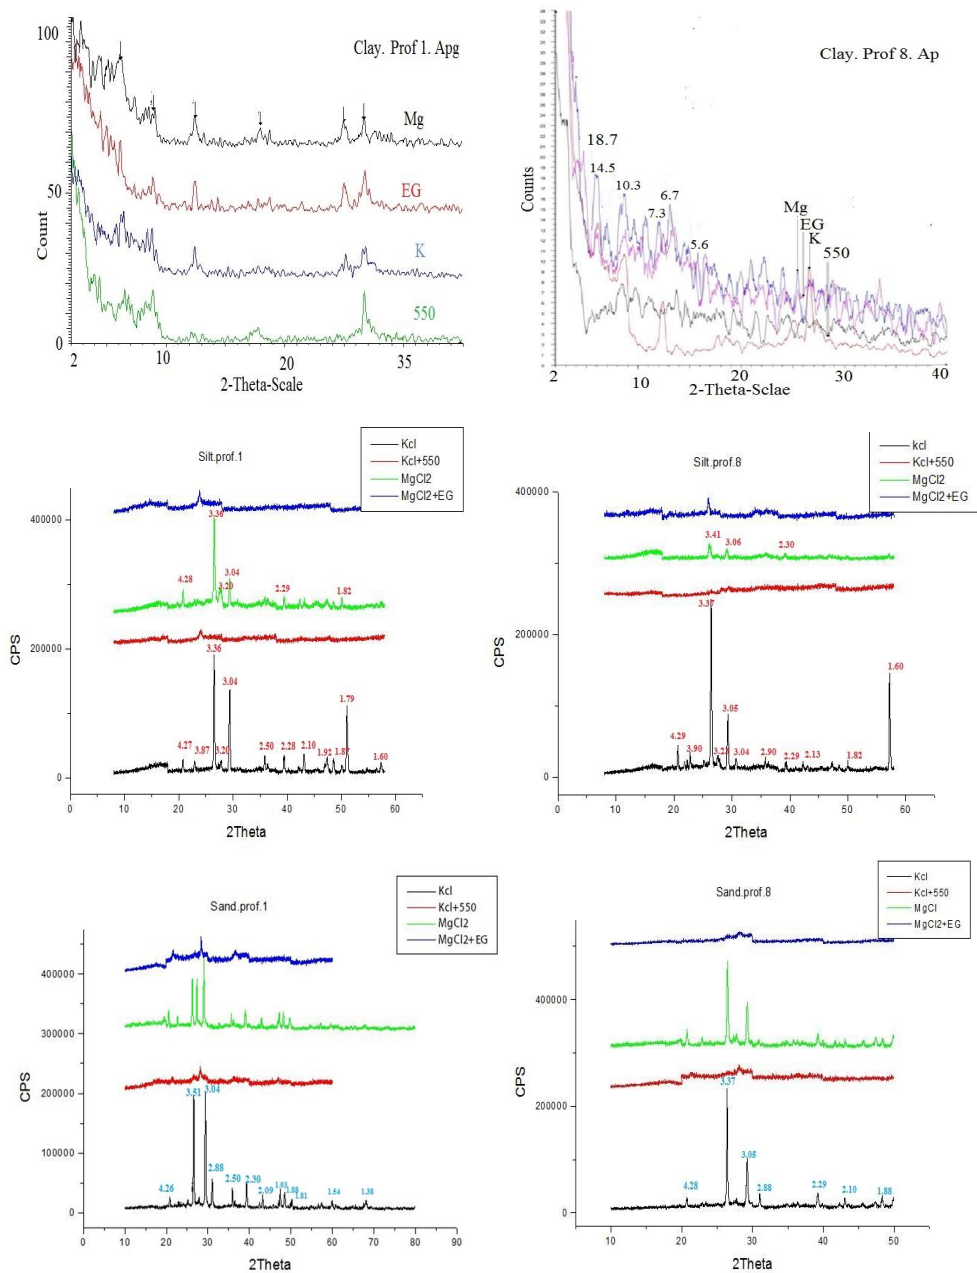 100
50
0
Count
Clay. Prof 1. Apg
Mg
EG
K
550
2 10 20 35
2-Theta-Scale
Clay. Prof 8. Ap
Counts
18.7
14.5
10.3
7.3
6.7
5.6
Mg
EG
K
550
2 10 20 30 40
2-Theta-Sclae
Silt.prof.1
Kcl
Kcl+550
MgCl2
MgCl2+EG
CPS
400000
200000
0
4.28 3.36 3.20 3.04 2.29 1.82
4.27 3.87 3.36 3.20 3.04 2.50 2.28 2.10 1.92 1.87 1.79 1.60
0 10 20 30 40 50 60
2Theta
Silt.prof.8
kcl
Kcl+550
MgCl2
MgCl2+EG
CPS
400000
200000
0
3.41 3.06 2.30
4.29 3.90 3.37 3.21 3.05 3.04 2.90 2.29 2.13 1.82 1.60
10 20 30 40 50 60
2Theta
Sand.prof.1
Kcl
Kcl+550
MgCl2
MgCl2+EG
CPS
400000
300000
200000
100000
0
4.26 3.51 3.04 2.88 2.50 2.30 2.09 1.93 1.88 1.81 1.54 1.38
0 10 20 30 40 50 60 70 80 90
2Theta
Sand.prof.8
Kcl
Kcl+550
MgCl
MgCl2+EG
CPS
400000
200000
0
4.28 3.37 3.05 2.88 2.29 2.10 1.88
10 20 30 40 50
2Theta